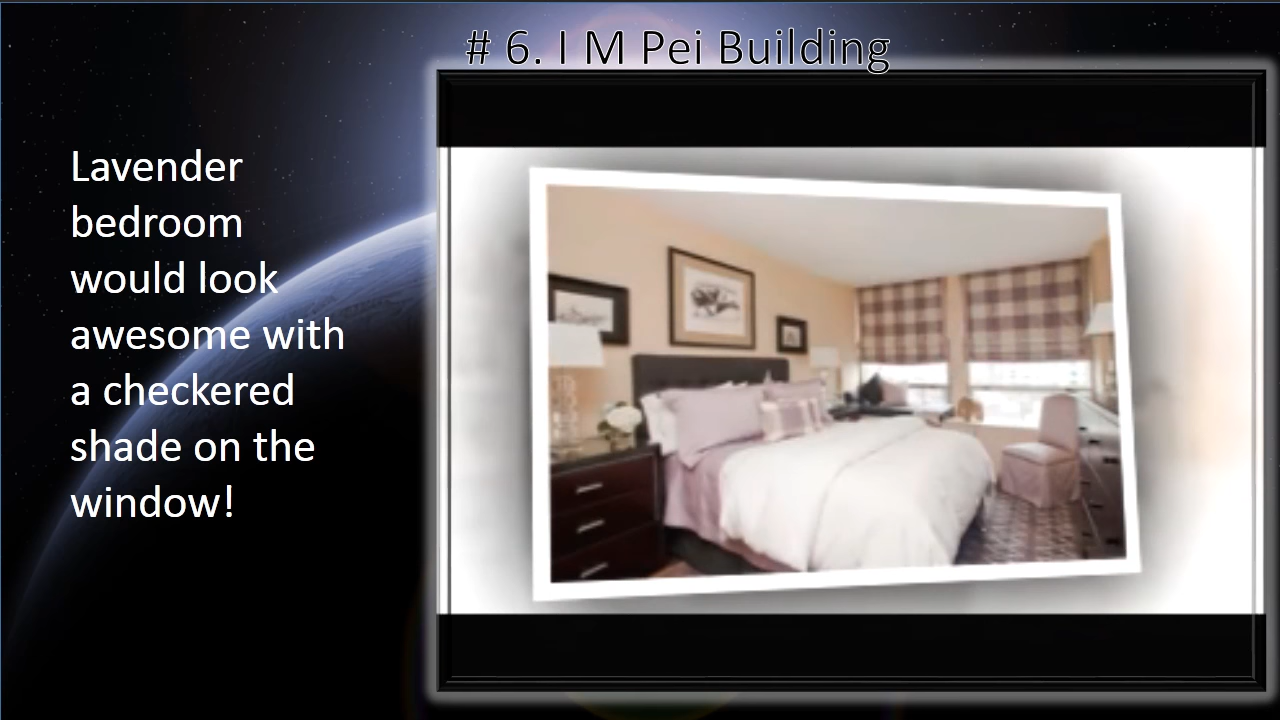 # 6. I M Pei Building
Lavender
bedroom
would look
awesome with
a checkered
shade on the
window!